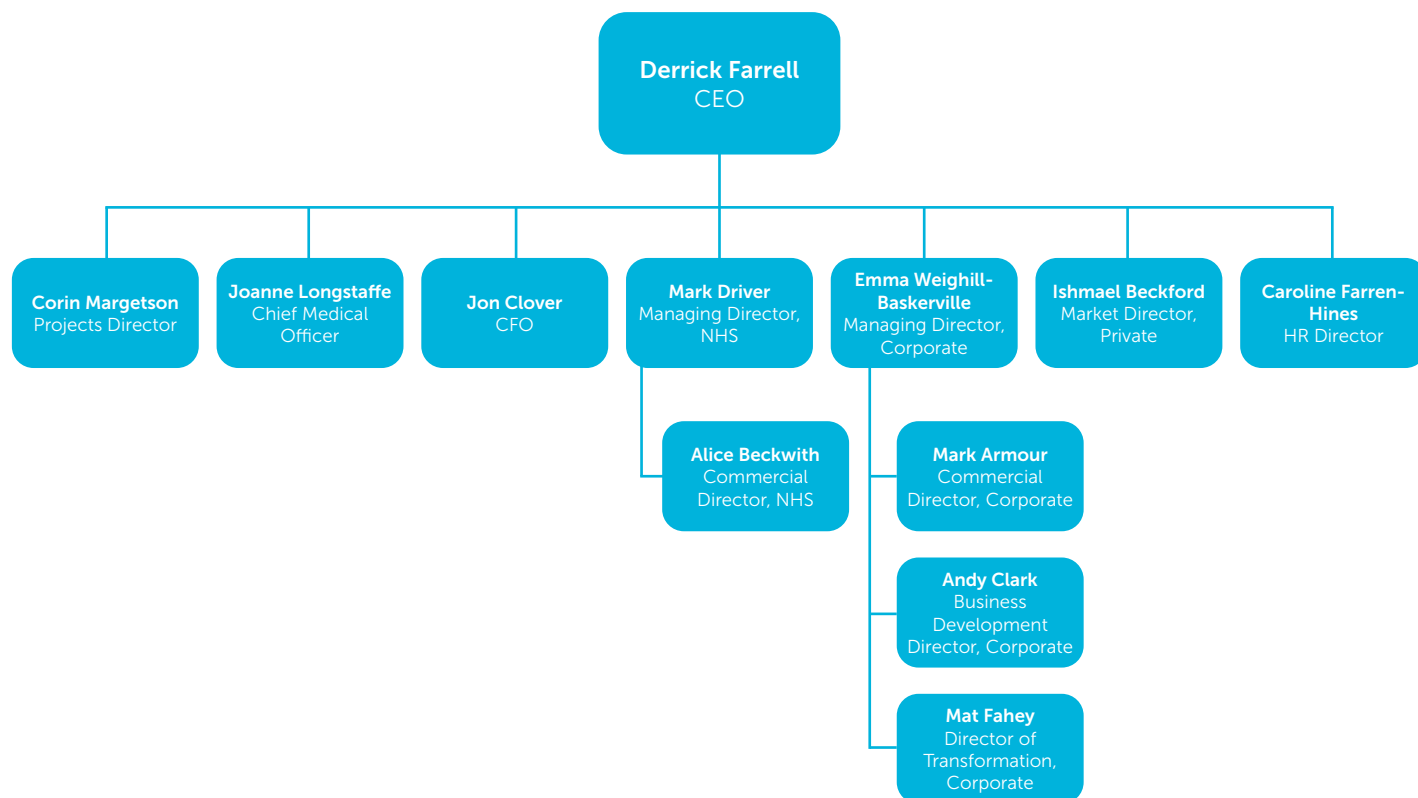 Derrick Farrell
CEO
Corin Margetson
Projects Director
Joanne Longstaffe
Chief Medical
Officer
Jon Clover
CFO
Mark Driver
Managing Director,
NHS
Emma Weighill-
Baskerville
Managing Director,
Corporate
Ishmael Beckford
Market Director,
Private
Caroline Farren-
Hines
HR Director
Alice Beckwith
Commercial
Director, NHS
Mark Armour
Commercial
Director, Corporate
Andy Clark
Business
Development
Director, Corporate
Mat Fahey
Director of
Transformation,
Corporate